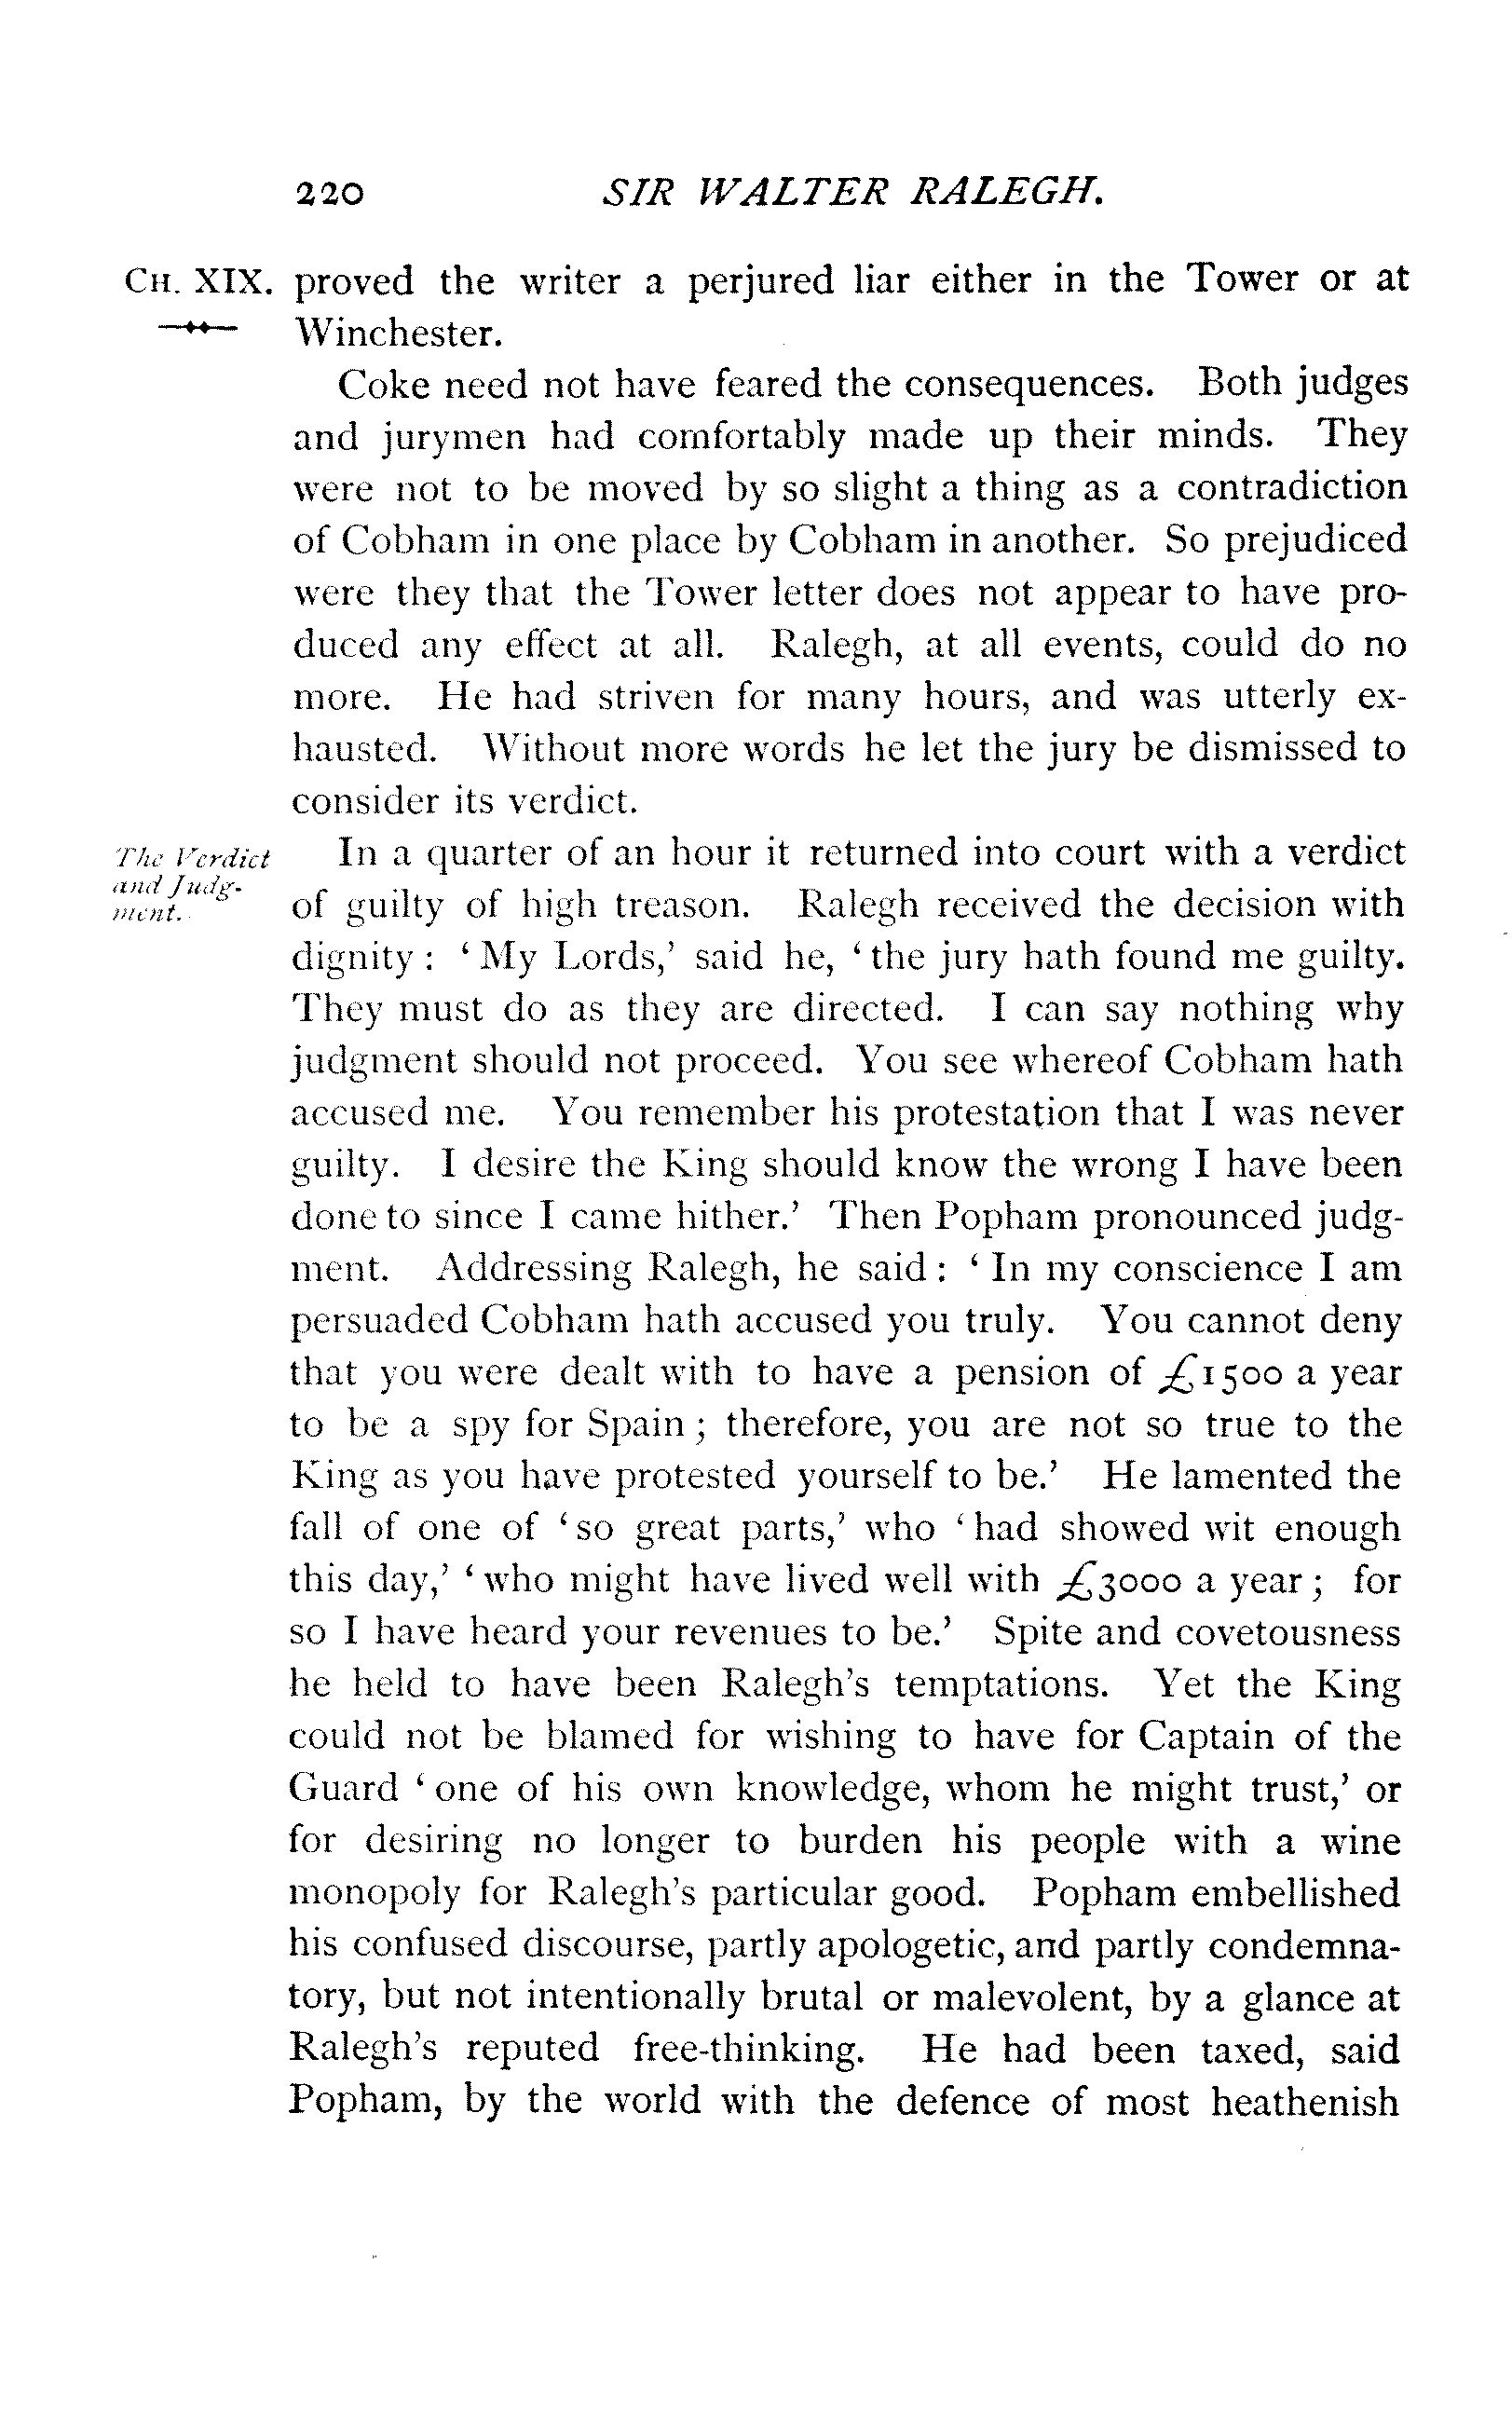 220 SIR WALTER RALEGH.
CH. XIX. proved the writer a perjured liar either in the Tower or at
Winchester.
Coke need not have feared the consequences. Both judges
and jurymen had comfortably made up their minds. They
were not to be moved by so slight a thing as a contradiction
of Cobham in one place by Cobham in another. So prejudiced
were they that the Tower letter does not appear to have pro-
duced any effect at all. Ralegh, at all events, could do no
more. He had striven for many hours, and was utterly ex-
hausted. Without more words he let the jury be dismissed to
consider its verdict.
The Verdict
and Judg-
ment.
In a quarter of an hour it returned into court with a verdict
of guilty of high treason. Ralegh received the decision with
dignity : ‘ My Lords,’ said he, ‘ the jury hath found me guilty.
They must do as they are directed. I can say nothing why
judgment should not proceed. You see whereof Cobham hath
accused me. You remember his protestation that I was never
guilty. I desire the King should know the wrong I have been
done to since I came hither.’ Then Popham pronounced judg-
ment. Addressing Ralegh, he said : ‘ In my conscience I am
persuaded Cobham hath accused you truly. You cannot deny
that you were dealt with to have a pension of £1500 a year
to be a spy for Spain ; therefore, you are not so true to the
King as you have protested yourself to be.’ He lamented the
fall of one of ‘ so great parts,’ who ‘ had showed wit enough
this day,’ ‘ who might have lived well with £3000 a year ; for
so I have heard your revenues to be.’ Spite and covetousness
he held to have been Ralegh’s temptations. Yet the King
could not be blamed for wishing to have for Captain of the
Guard ‘ one of his own knowledge, whom he might trust,’ or
for desiring no longer to burden his people with a wine
monopoly for Ralegh’s particular good. Popham embellished
his confused discourse, partly apologetic, and partly condemna-
tory, but not intentionally brutal or malevolent, by a glance at
Ralegh’s reputed free-thinking. He had been taxed, said
Popham, by the world with the defence of most heathenish